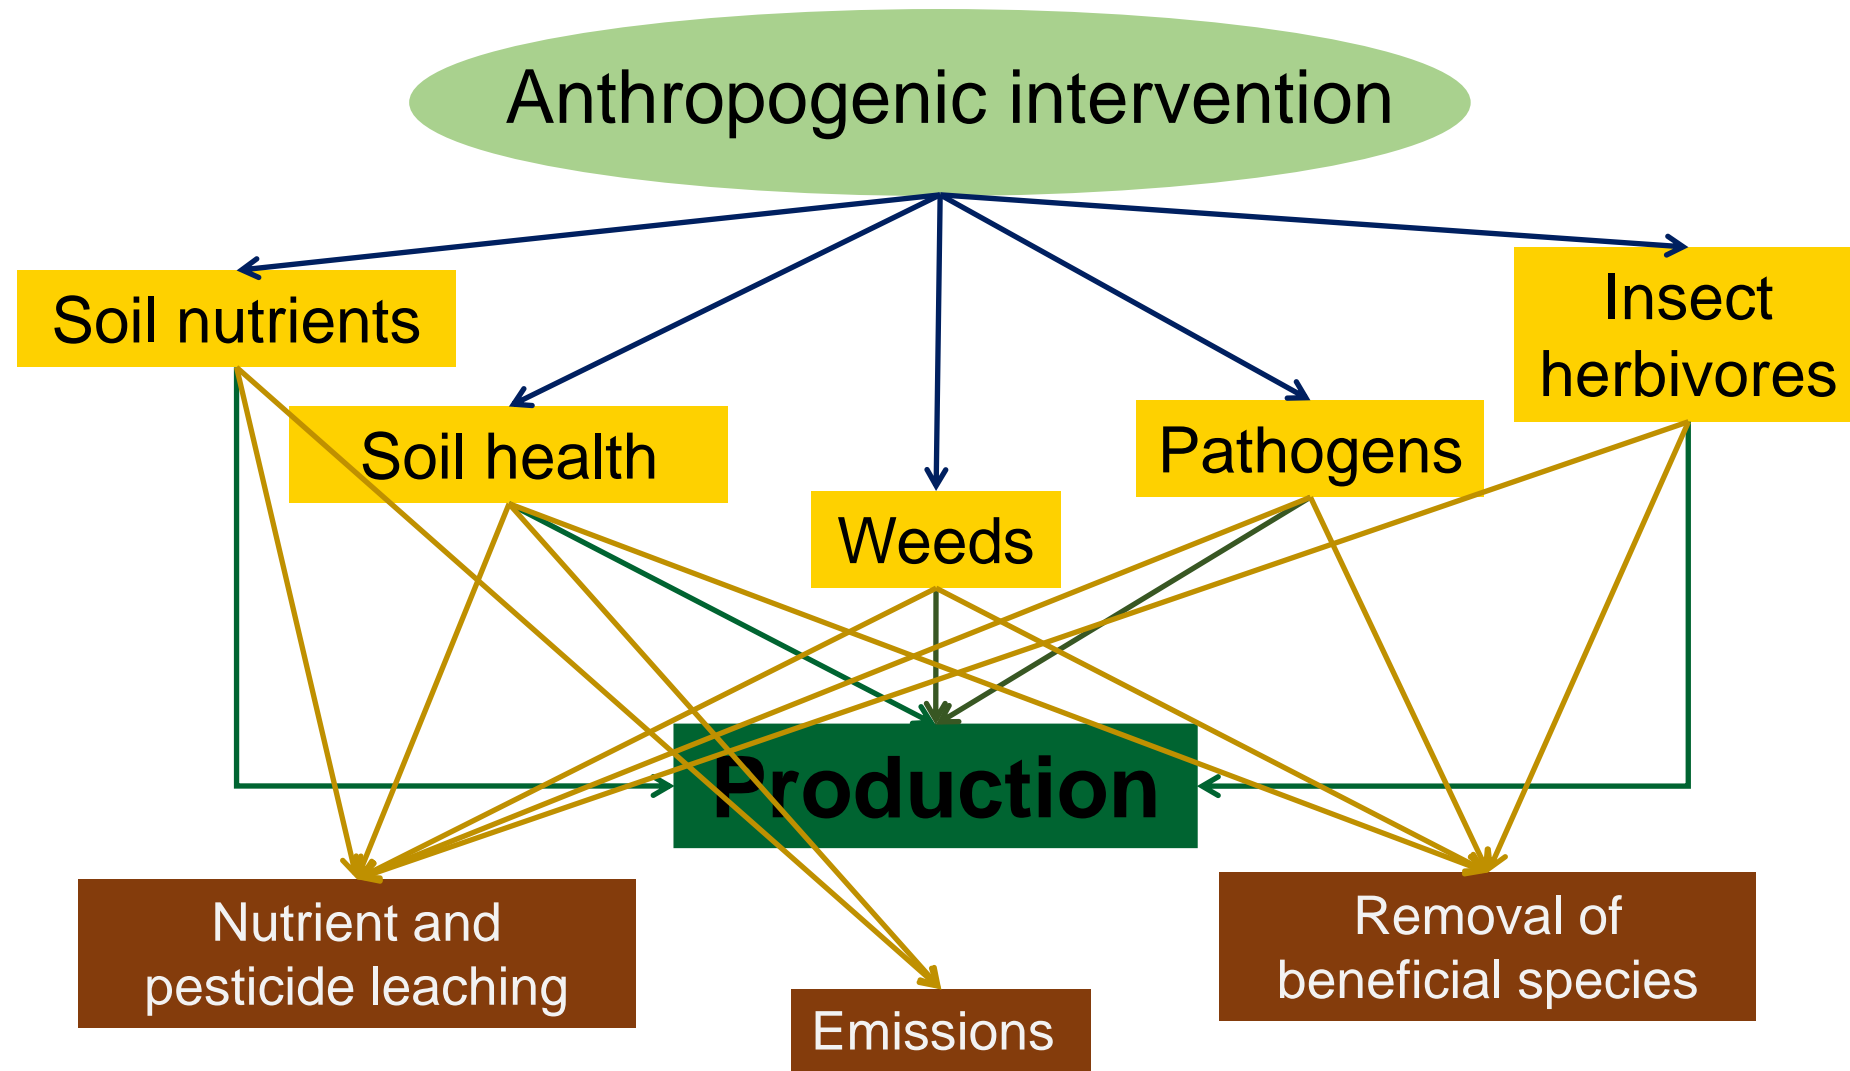 Anthropogenic intervention
Soil nutrients
Insect
herbivores
Soil health
Pathogens
Weeds
Production
Nutrient and
pesticide leaching
Removal of
beneficial species
Emissions